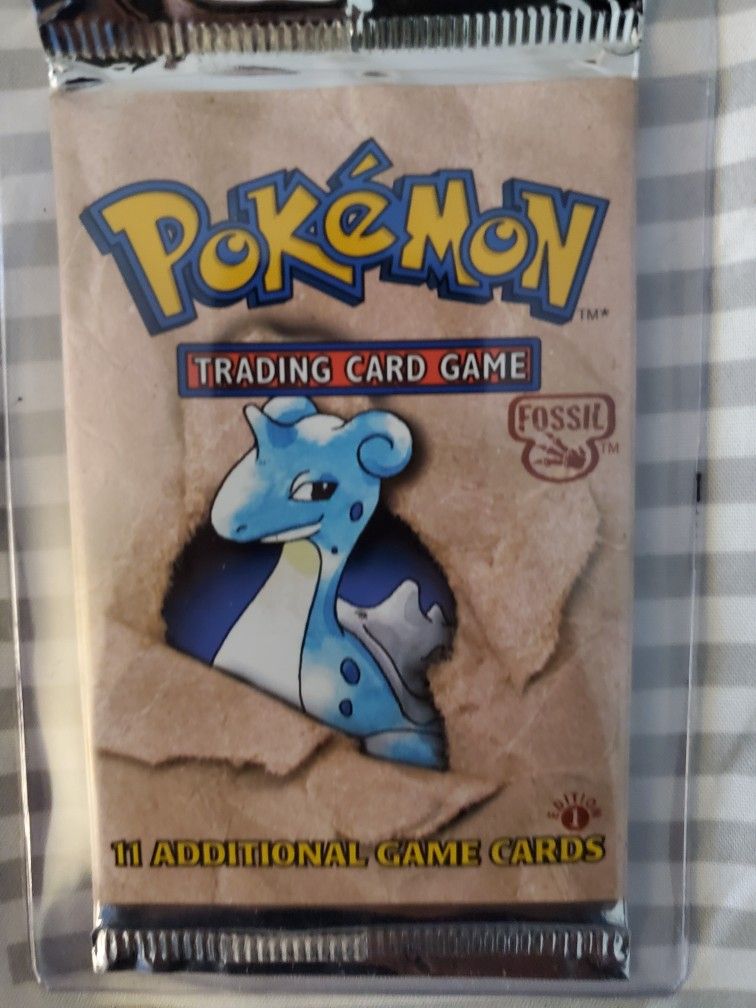 POKéMON
TM*
TRADING CARD GAME
FOSSIL
TM
EDITION
1
11 ADDITIONAL GAME CARDS